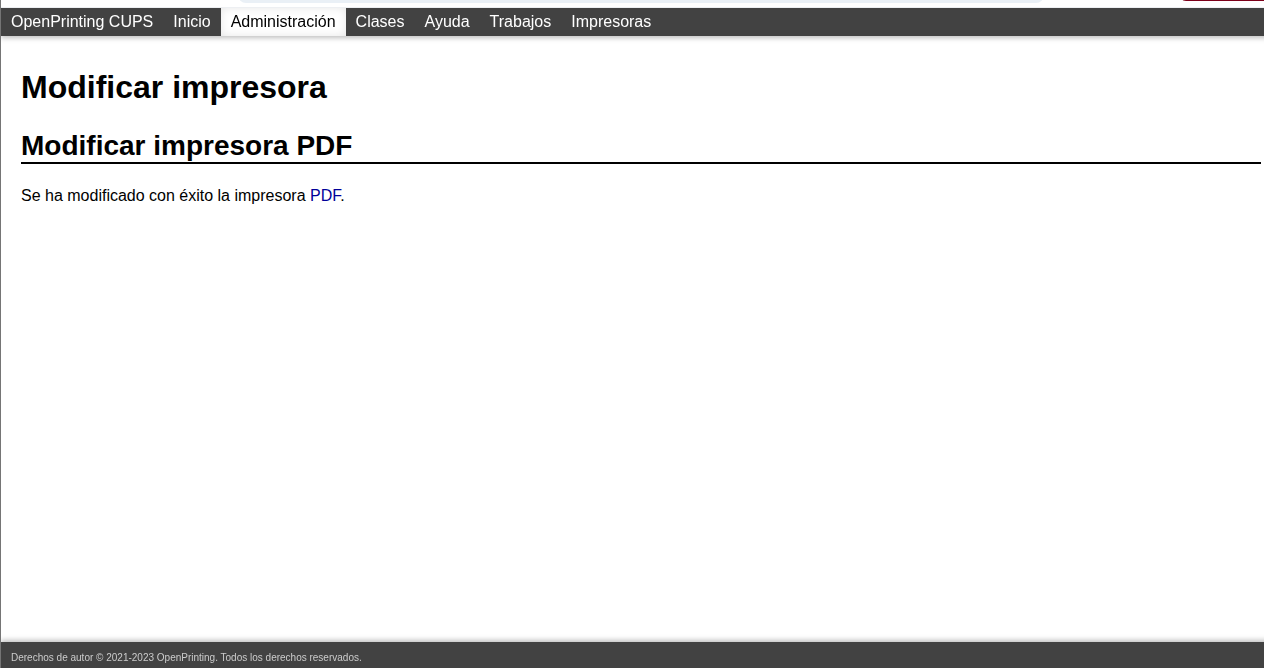 OpenPrinting CUPS Inicio Administración Clases Ayuda Trabajos Impresoras
Modificar impresora
Modificar impresora PDF
Se ha modificado con éxito la impresora PDF.
Derechos de autor © 2021-2023 OpenPrinting. Todos los derechos reservados.